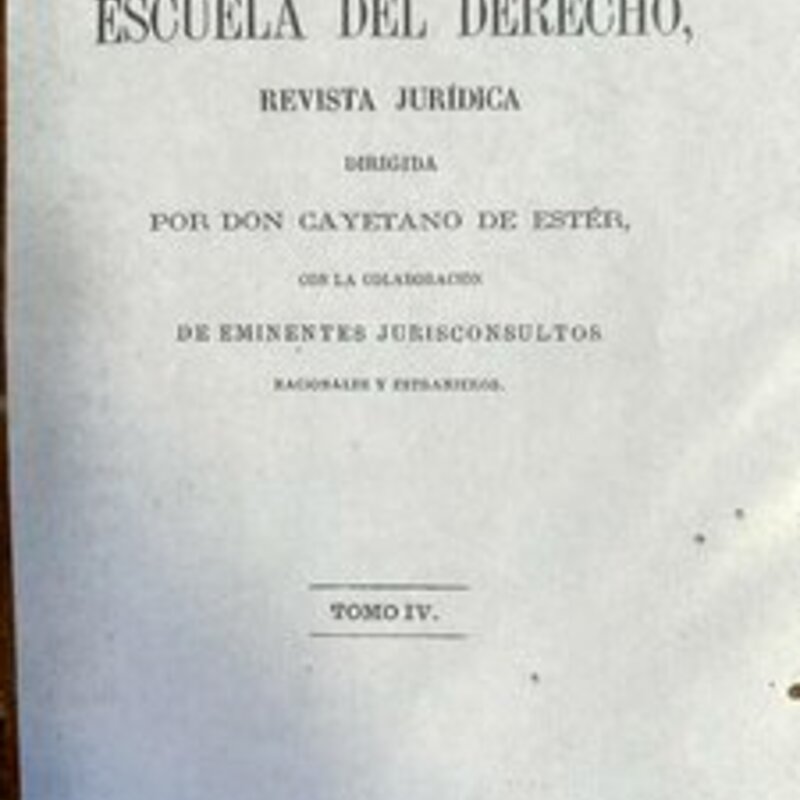 ESCUELA DEL DERECHO,
REVISTA JURÍDICA
DIRIGIDA
POR DON CAYETANO DE ESTÉR,
CON LA COLABORACION
DE EMINENTES JURISCONSULTOS
NACIONALES Y ESTRANJEROS.
TOMO IV.